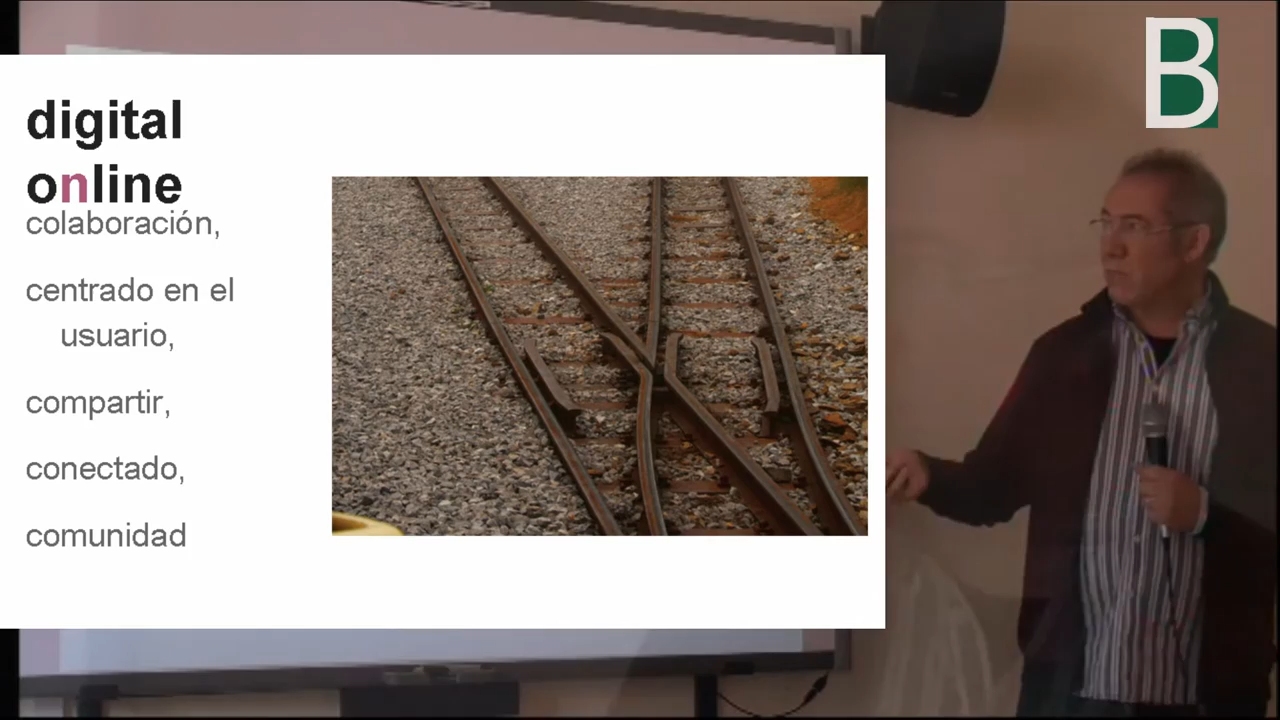 B
digital
online
colaboración,
centrado en el
usuario,
compartir,
conectado,
comunidad